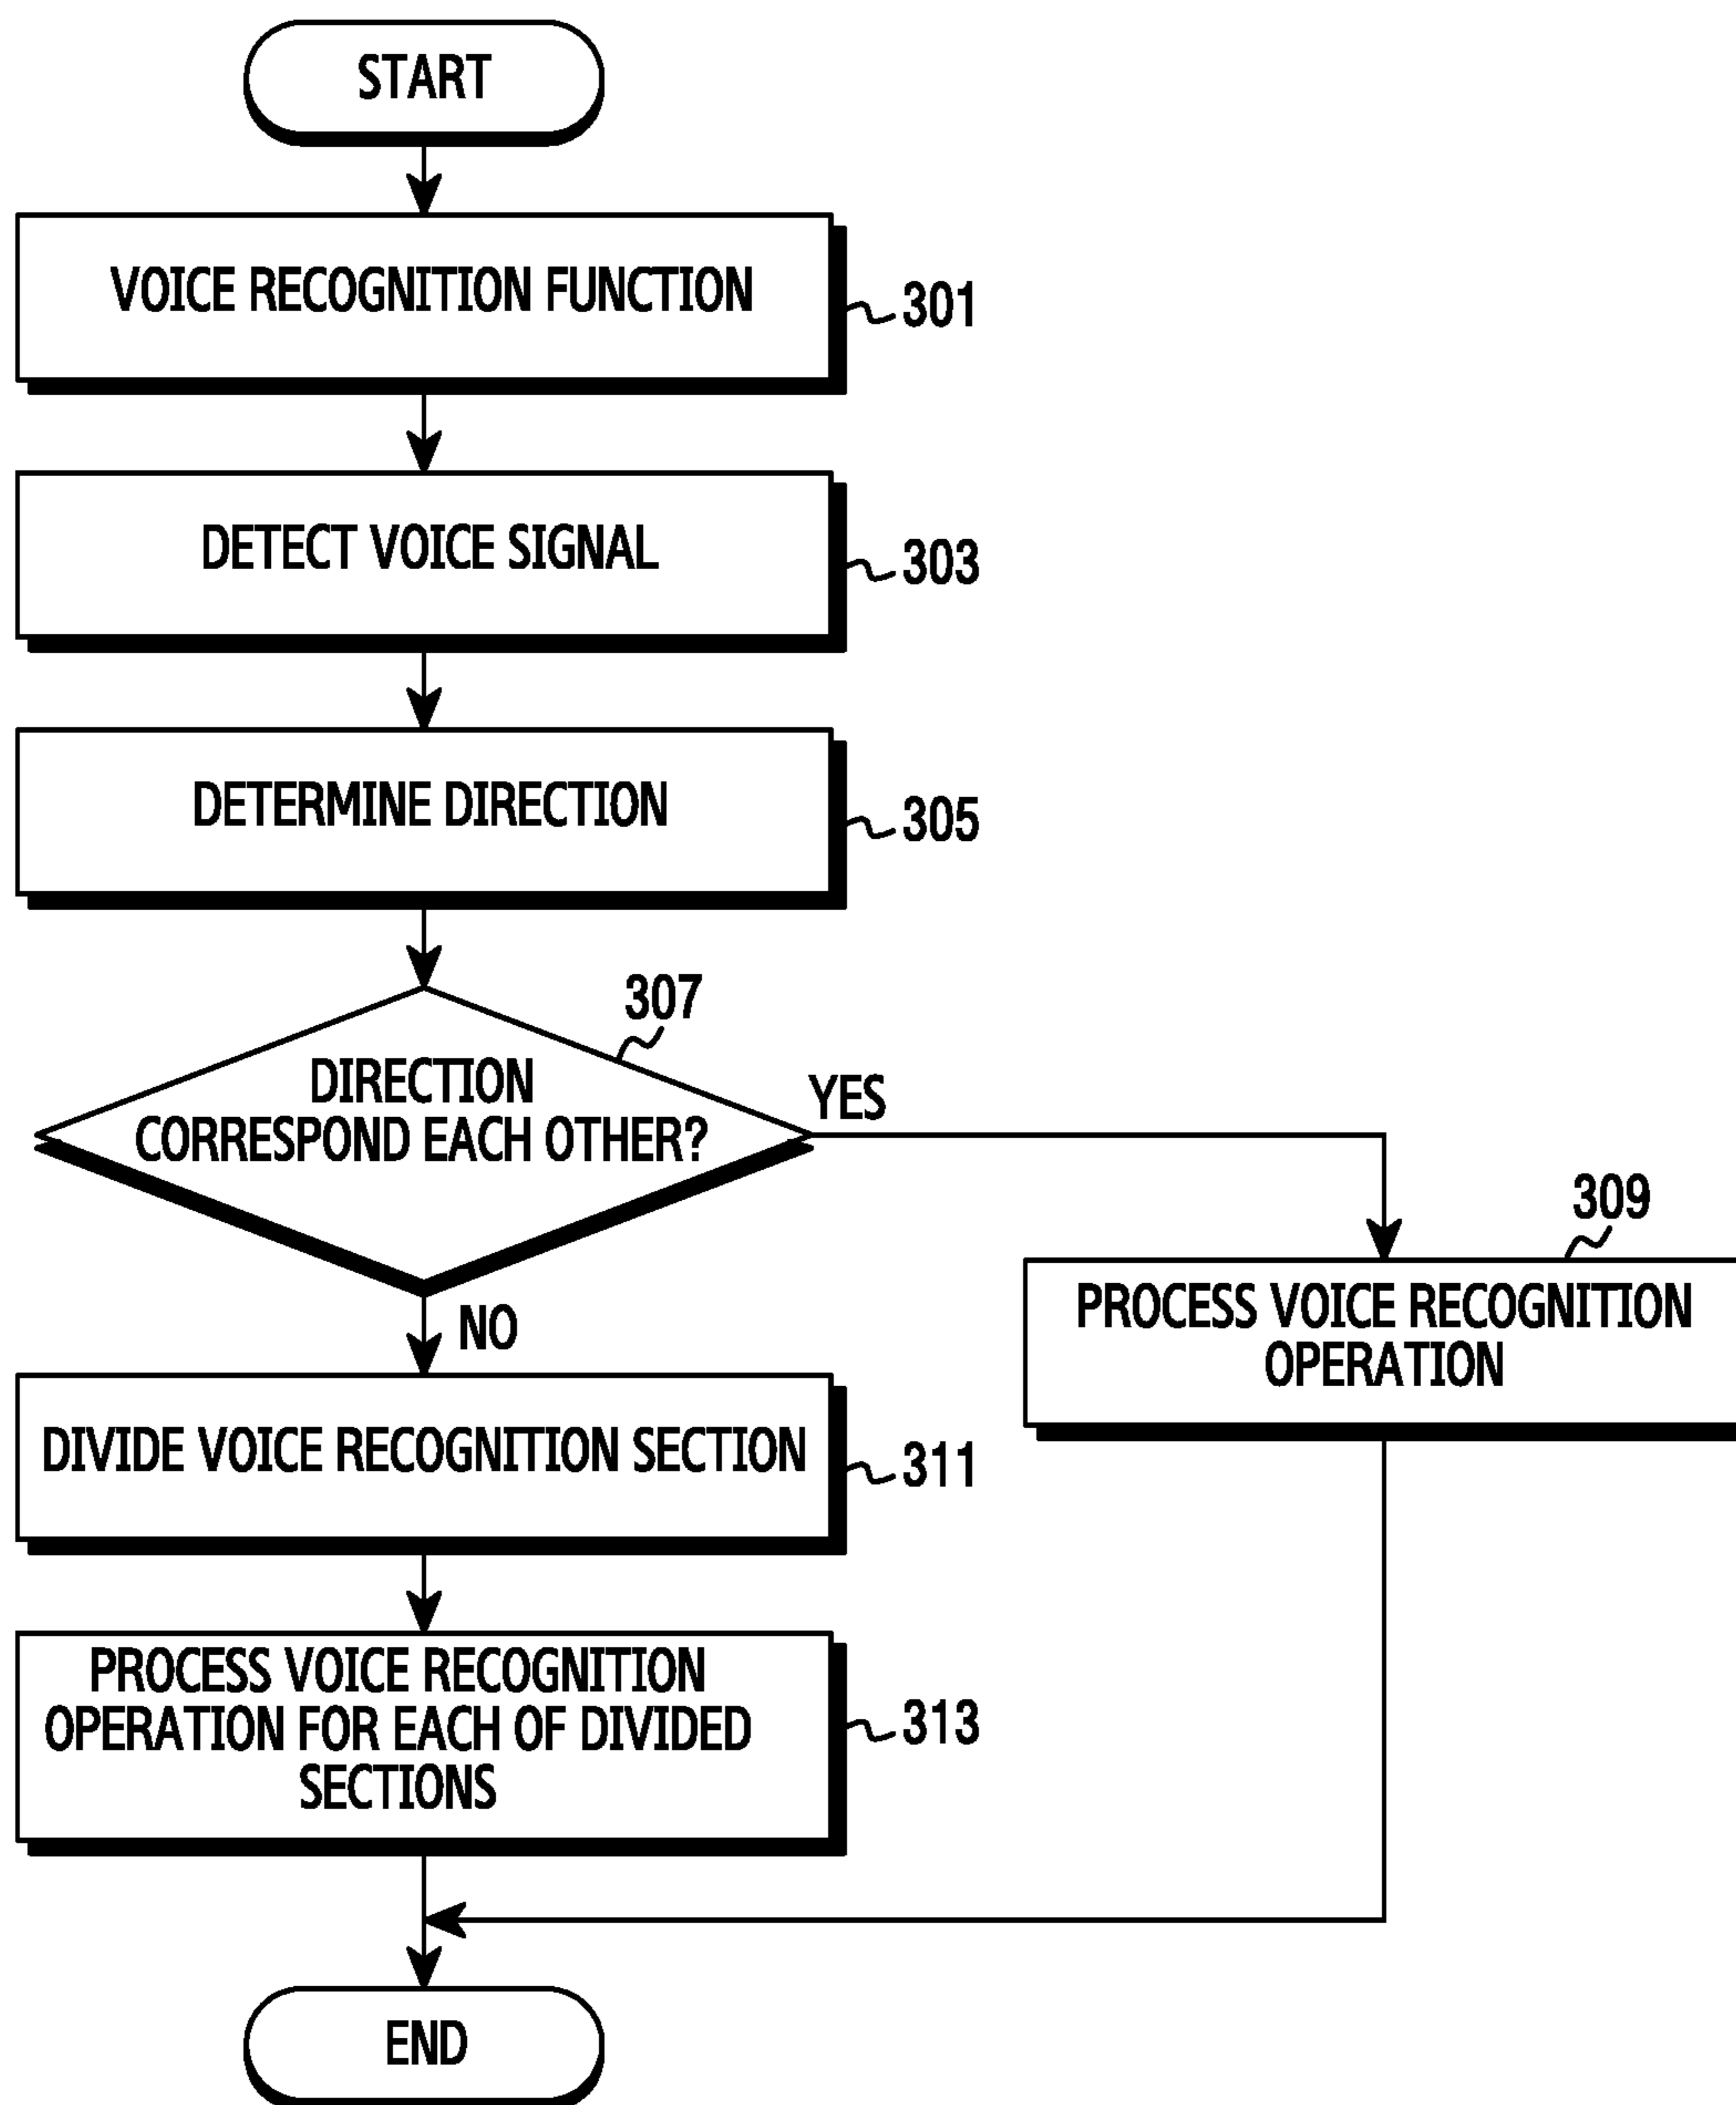 START
VOICE RECOGNITION FUNCTION
301
DETECT VOICE SIGNAL
303
DETERMINE DIRECTION
305
307
DIRECTION
CORRESPOND EACH OTHER?
YES
309
PROCESS VOICE RECOGNITION
OPERATION
NO
DIVIDE VOICE RECOGNITION SECTION
311
PROCESS VOICE RECOGNITION
OPERATION FOR EACH OF DIVIDED
SECTIONS
313
END